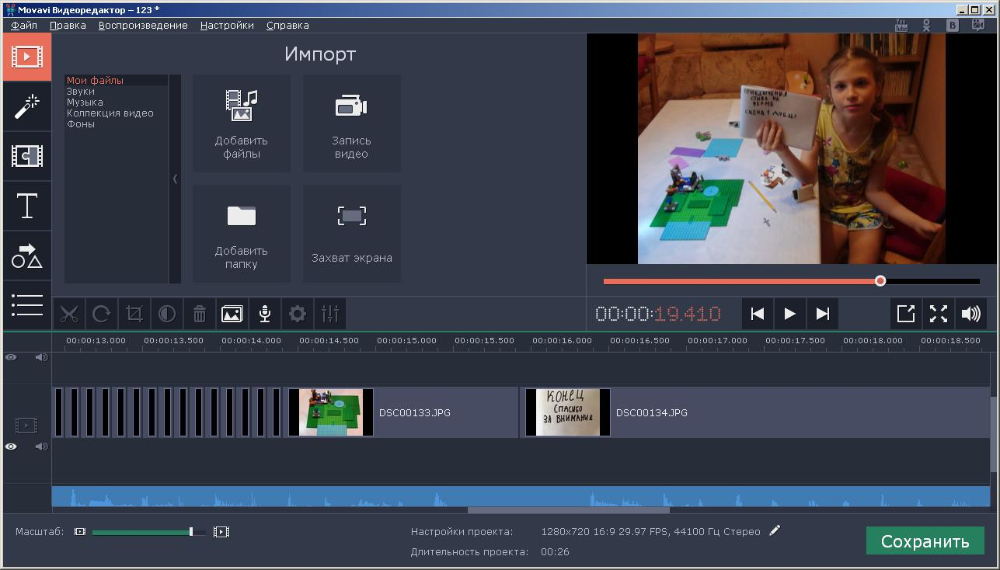 Movavi Видеоредактор – 123 *
Файл Правка Воспроизведение Настройки Справка
You Tube
B
Импорт
Мои файлы
Звуки
Музыка
Коллекция видео
Фоны
Добавить файлы
Запись видео
Добавить папку
Захват экрана
ПРИКЛЮЧЕНИЯ
СТИВА НА
ФЕРМЕ
СЦЕНА 1 ДУБЛЬ1
00:00:19.410
00:00:13.000 00:00:13.500 00:00:14.000 00:00:14.500 00:00:15.000 00:00:15.500 00:00:16.000 00:00:16.500 00:00:17.000 00:00:17.500 00:00:18.000 00:00:18.500
DSC00133.JPG
КОНЕЦ
СПАСИБО
ЗА ВНИМАНИЕ
DSC00134.JPG
Масштаб:
Настройки проекта: 1280x720 16:9 29.97 FPS, 44100 Гц Стерео
Длительность проекта: 00:26
Сохранить